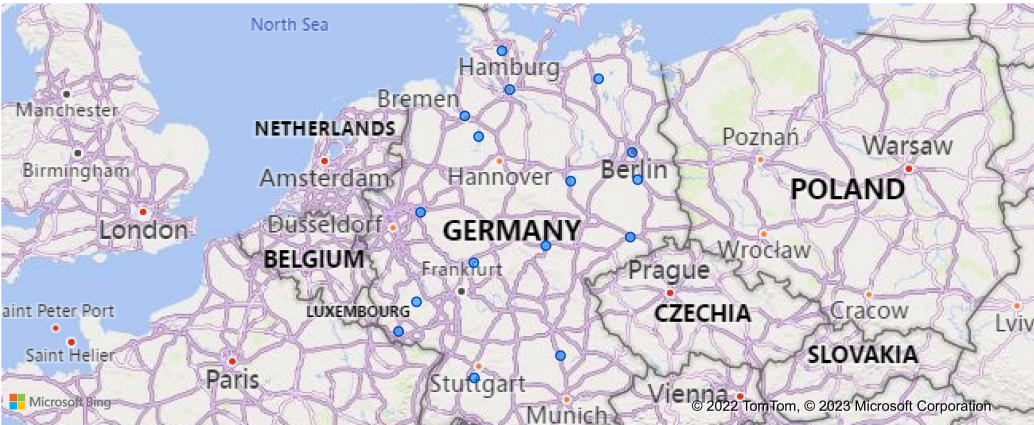 North Sea
Hamburg
Manchester
Bremen
NETHERLANDS
Poznań
Warsaw
Birmingham
Amsterdam
Hannover
Berlin
POLAND
London
Düsseldorf
GERMANY
Wrocław
BELGIUM
Frankfurt
Prague
aint Peter Port
LUXEMBOURG
CZECHIA
Cracow
Lviv
Saint Helier
SLOVAKIA
Paris
Stuttgart
Vienna
Munich
Microsoft Bing
© 2022 TomTom, © 2023 Microsoft Corporation